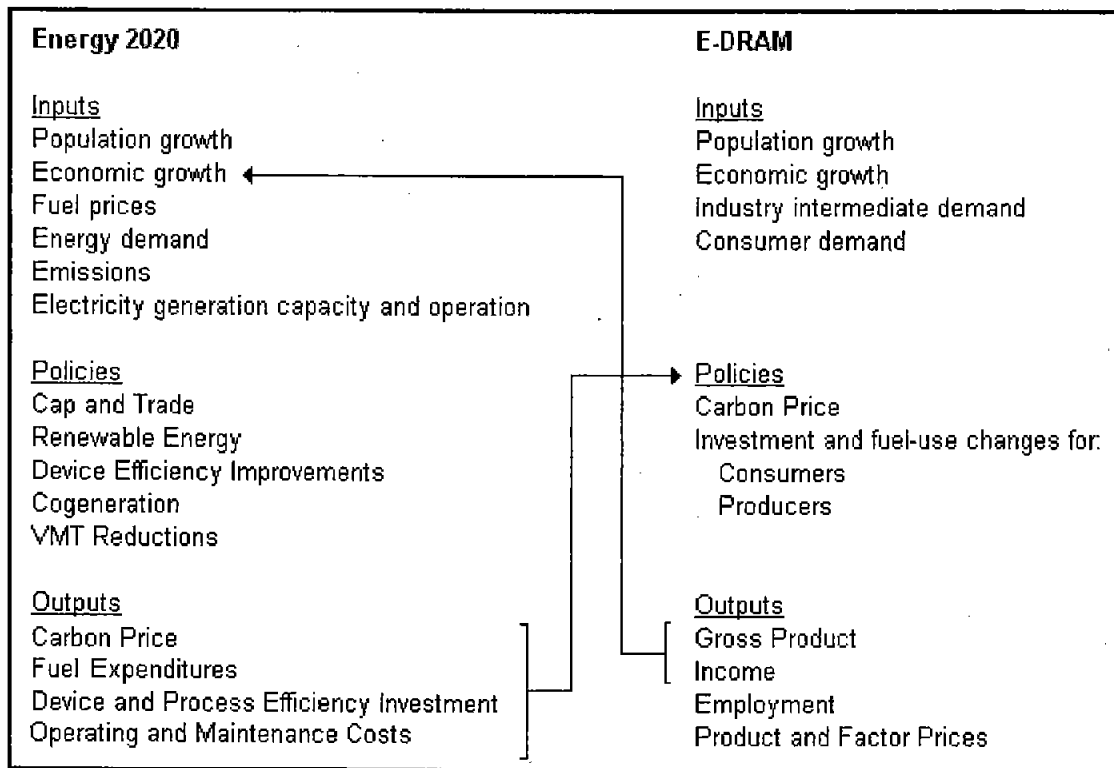 Energy 2020
Inputs
Population growth
Economic growth
Fuel prices
Energy demand
Emissions
Electricity generation capacity and operation
Policies
Cap and Trade
Renewable Energy
Device Efficiency Improvements
Cogeneration
VMT Reductions
Outputs
Carbon Price
Fuel Expenditures
Device and Process Efficiency Investment
Operating and Maintenance Costs
E-DRAM
Inputs
Population growth
Economic growth
Industry intermediate demand
Consumer demand
Policies
Carbon Price
Investment and fuel-use changes for:
Consumers
Producers
Outputs
Gross Product
Income
Employment
Product and Factor Prices